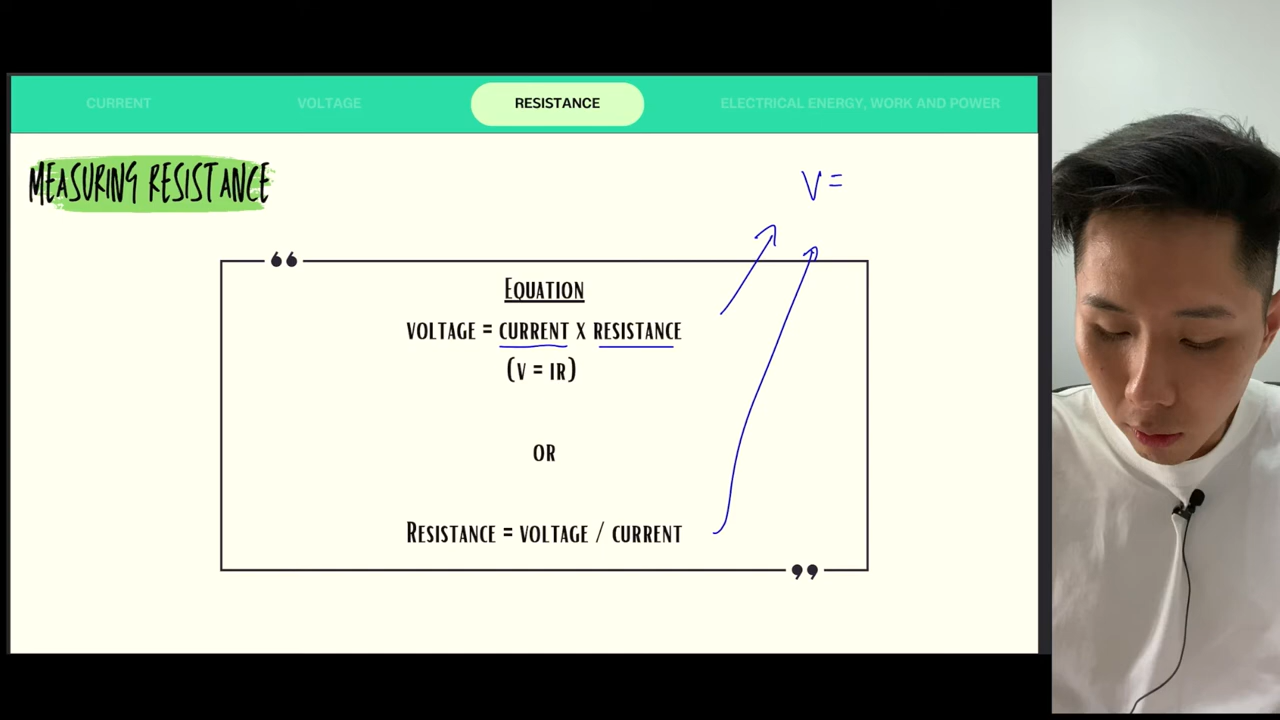 CURRENT VOLTAGE RESISTANCE ELECTRICAL ENERGY, WORK AND POWER
MEASURING RESISTANCE
V =
EQUATION
VOLTAGE = CURRENT X RESISTANCE
(V = IR)
OR
RESISTANCE = VOLTAGE / CURRENT